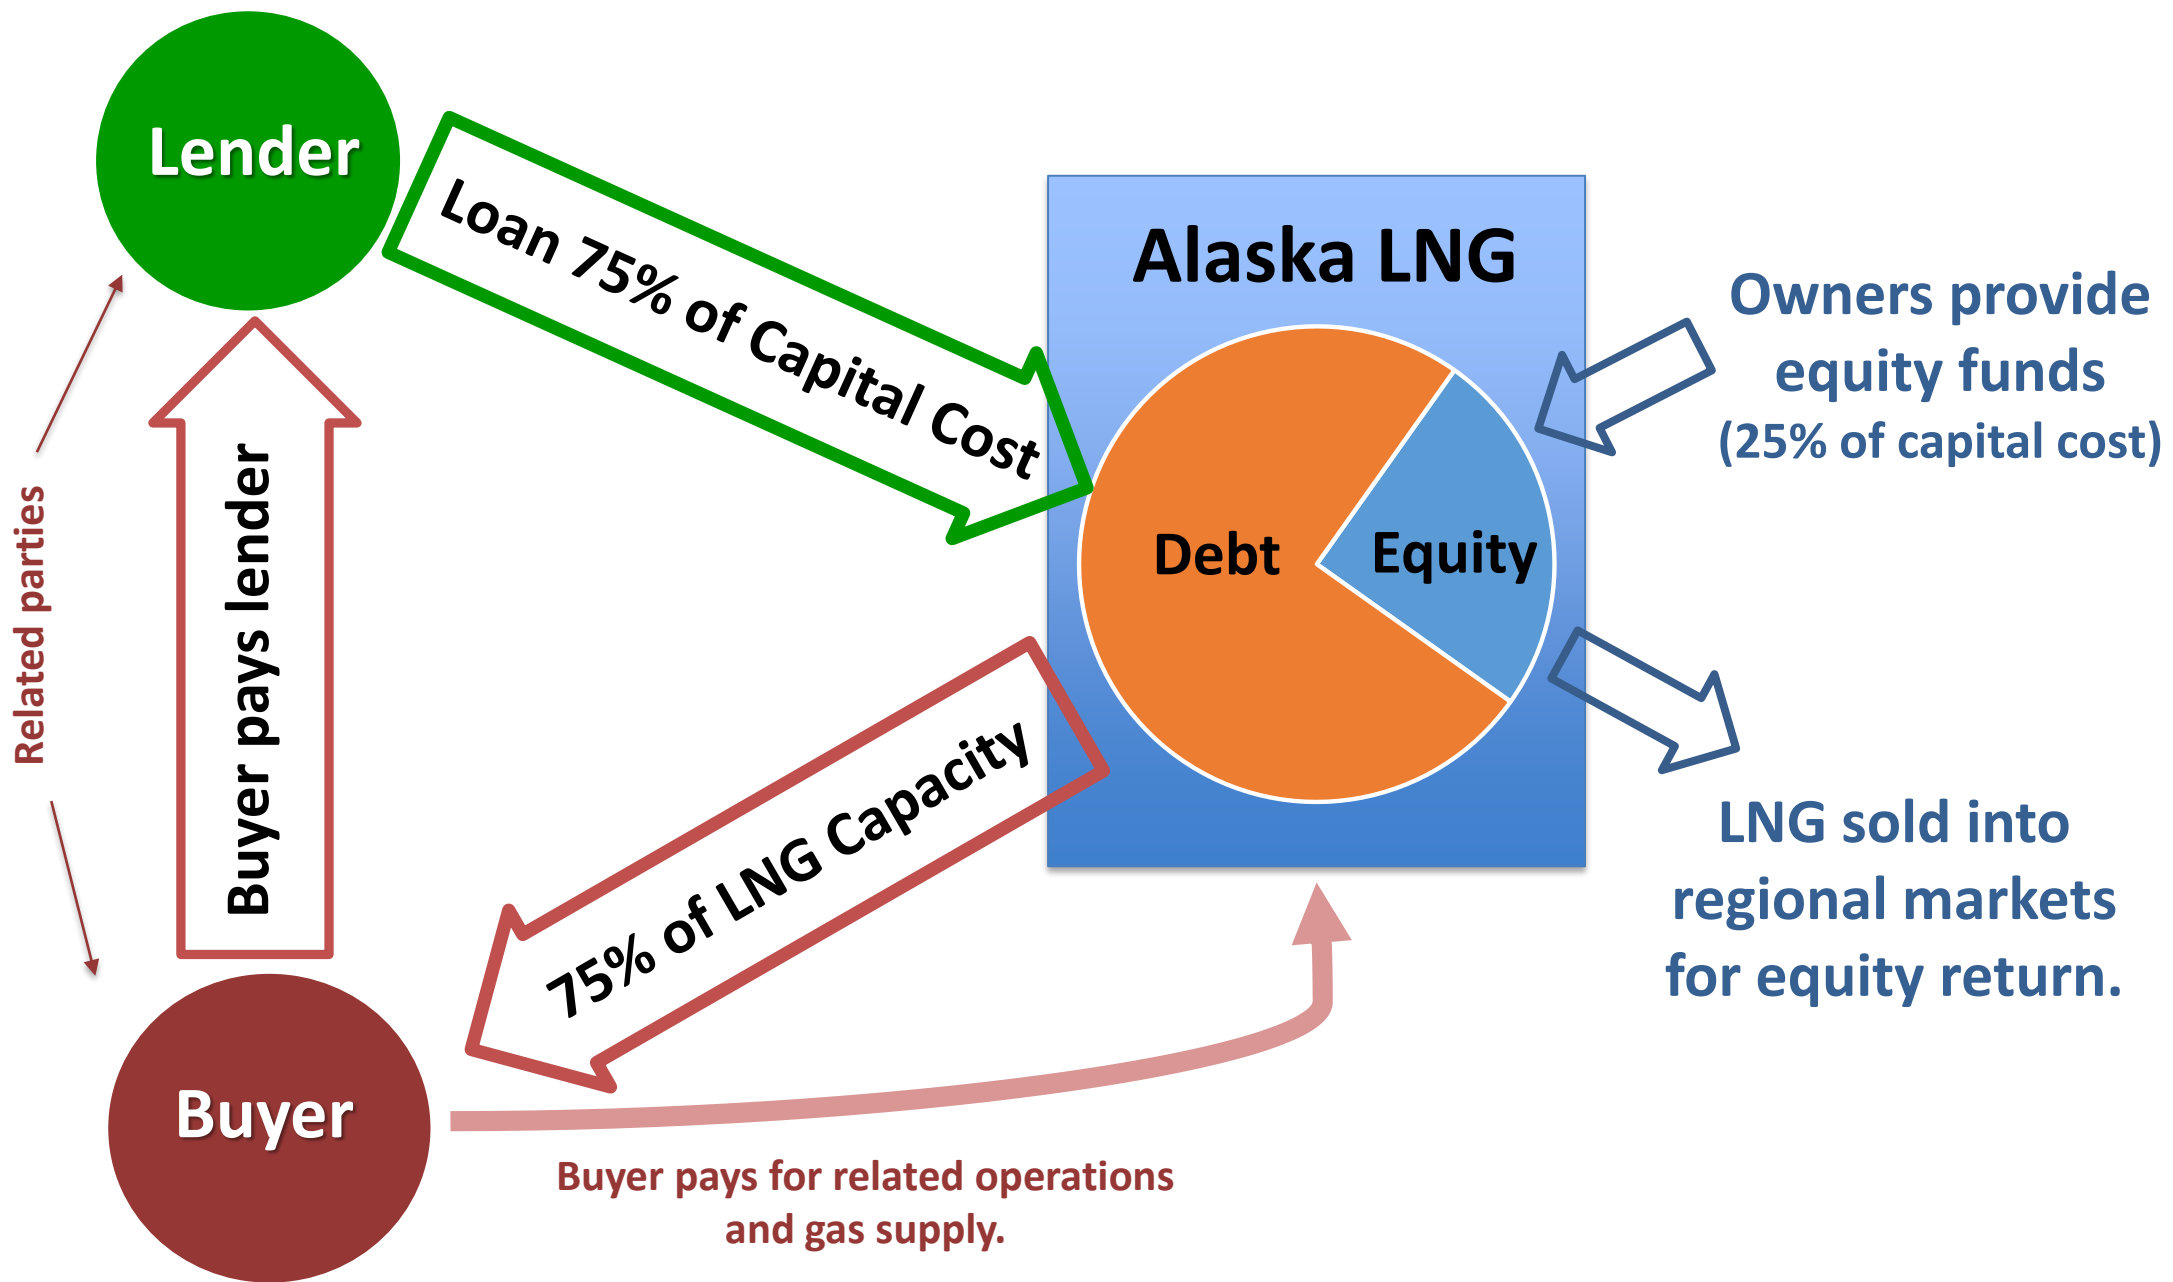 Lender
Loan 75% of Capital Cost
Alaska LNG
Owners provide
equity funds
(25% of capital cost)
Related parties
Buyer pays lender
Debt
Equity
75% of LNG Capacity
LNG sold into
regional markets
for equity return.
Buyer
Buyer pays for related operations
and gas supply.